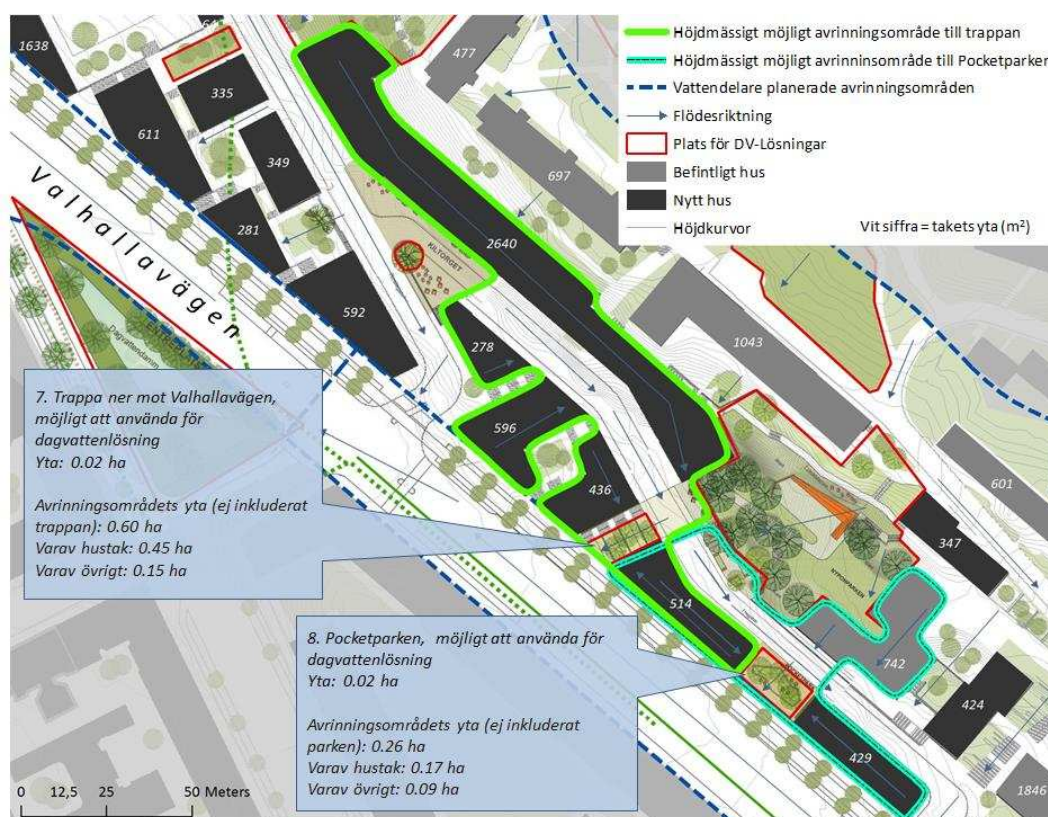 Höjdmässigt möjligt avrinningsområde till trappan
Höjdmässigt möjligt avrinninsområde till Pocketparken
Vattendelare planerade avrinningsområden
Flödesriktning
Plats för DV-Lösningar
Befintligt hus
Nytt hus
Höjdkurvor
Vit siffra = takets yta (m²)
1638
477
335
611
349
697
281
2640
KILTORGET
Valhallavägen
592
278
1043
Dagvattendamm
7. Trappa ner mot Valhallavägen,
möjligt att använda för
dagvattenlösning
Yta: 0.02 ha
Avrinningsområdets yta (ej inkluderat
trappan): 0.60 ha
Varav hustak: 0.45 ha
Varav övrigt: 0.15 ha
596
436
601
347
NYPONPARKEN
514
742
424
429
1846
8. Pocketparken, möjligt att använda för
dagvattenlösning
Yta: 0.02 ha
Avrinningsområdets yta (ej inkluderat
parken): 0.26 ha
Varav hustak: 0.17 ha
Varav övrigt: 0.09 ha
0 12,5 25 50 Meters